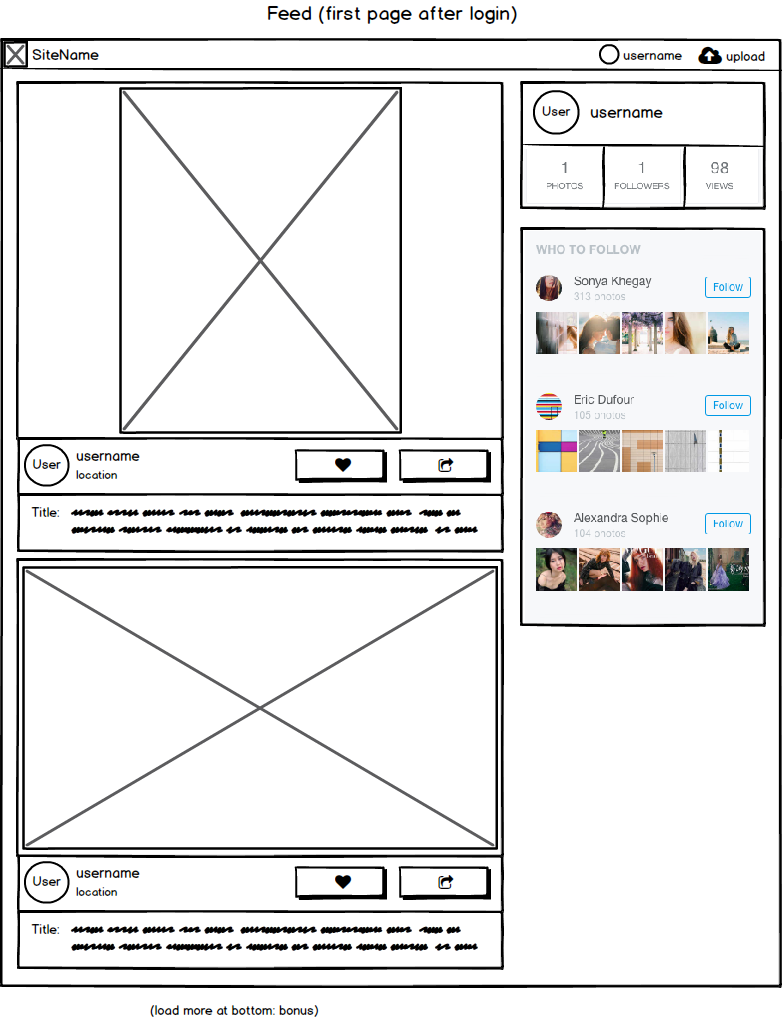 Feed (first page after login)
SiteName
username
upload
User
username
location
Title:
User
username
location
Title:
User
username
1
PHOTOS
1
FOLLOWERS
98
VIEWS
WHO TO FOLLOW
Sonya Khegay
Follow
313 photos
Eric Dufour
Follow
105 photos
Alexandra Sophie
Follow
104 photos
(load more at bottom: bonus)